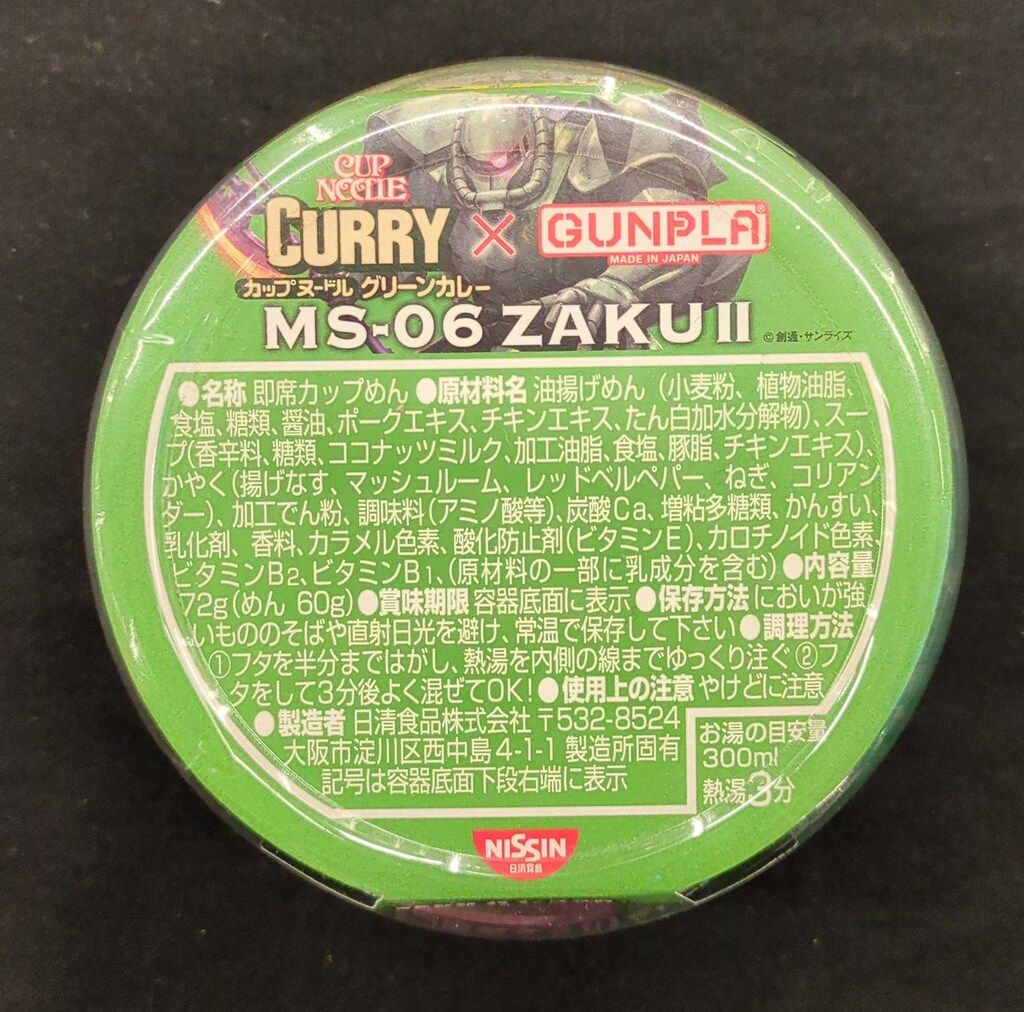 CUP
NOODLE
CURRY × GUNPLA®
MADE IN JAPAN
カップヌードル グリーンカレー
MS-06 ZAKU II
©創通・サンライズ
●名称 即席カップめん ●原材料名 油揚げめん(小麦粉、植物油脂、
食塩、糖類、醤油、ポークエキス、チキンエキス、たん白加水分解物)、スー
プ(香辛料、糖類、ココナッツミルク、加工油脂、食塩、豚脂、チキンエキス)、
かやく(揚げなす、マッシュルーム、レッドベルペパー、ねぎ、コリアン
ダー)、加工でん粉、調味料(アミノ酸等)、炭酸Ca、増粘多糖類、かんすい、
乳化剤、香料、カラメル色素、酸化防止剤(ビタミンE)、カロチノイド色素、
ビタミンB2、ビタミンB1、(原材料の一部に乳成分を含む) ●内容量
72g(めん 60g) ●賞味期限 容器底面に表示 ●保存方法 においが強
いもののそばや直射日光を避け、常温で保存して下さい ●調理方法
①フタを半分まではがし、熱湯を内側の線までゆっくり注ぐ ②フ
タをして3分後よく混ぜてOK! ●使用上の注意 やけどに注意
●製造者 日清食品株式会社 〒532-8524
大阪市淀川区西中島4-1-1 製造所固有
記号は容器底面下段右端に表示
お湯の目安量
300ml
熱湯3分
NISSIN
日清食品